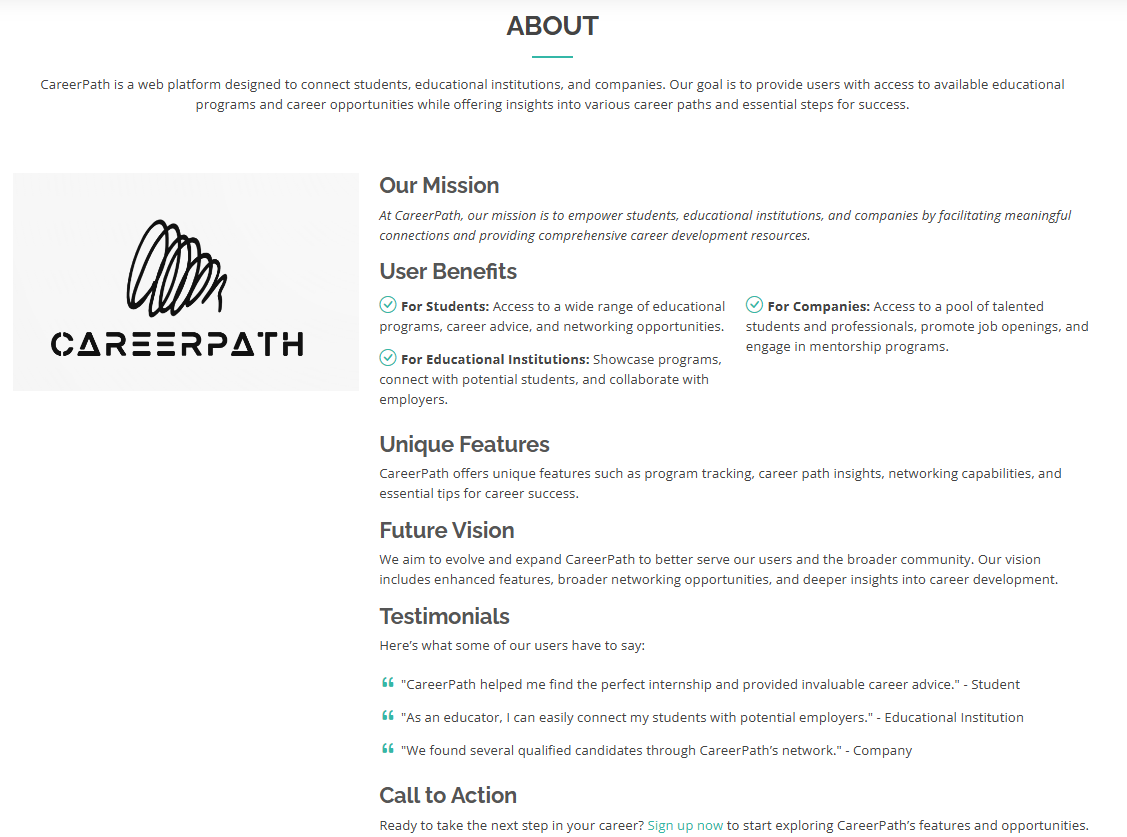 ABOUT
CareerPath is a web platform designed to connect students, educational institutions, and companies. Our goal is to provide users with access to available educational
programs and career opportunities while offering insights into various career paths and essential steps for success.
CAREERPATH
Our Mission
At CareerPath, our mission is to empower students, educational institutions, and companies by facilitating meaningful
connections and providing comprehensive career development resources.
User Benefits
For Students: Access to a wide range of educational
programs, career advice, and networking opportunities.
For Educational Institutions: Showcase programs,
connect with potential students, and collaborate with
employers.
For Companies: Access to a pool of talented
students and professionals, promote job openings, and
engage in mentorship programs.
Unique Features
CareerPath offers unique features such as program tracking, career path insights, networking capabilities, and
essential tips for career success.
Future Vision
We aim to evolve and expand CareerPath to better serve our users and the broader community. Our vision
includes enhanced features, broader networking opportunities, and deeper insights into career development.
Testimonials
Here’s what some of our users have to say:
"CareerPath helped me find the perfect internship and provided invaluable career advice." - Student
"As an educator, I can easily connect my students with potential employers." - Educational Institution
"We found several qualified candidates through CareerPath’s network." - Company
Call to Action
Ready to take the next step in your career? Sign up now to start exploring CareerPath’s features and opportunities.